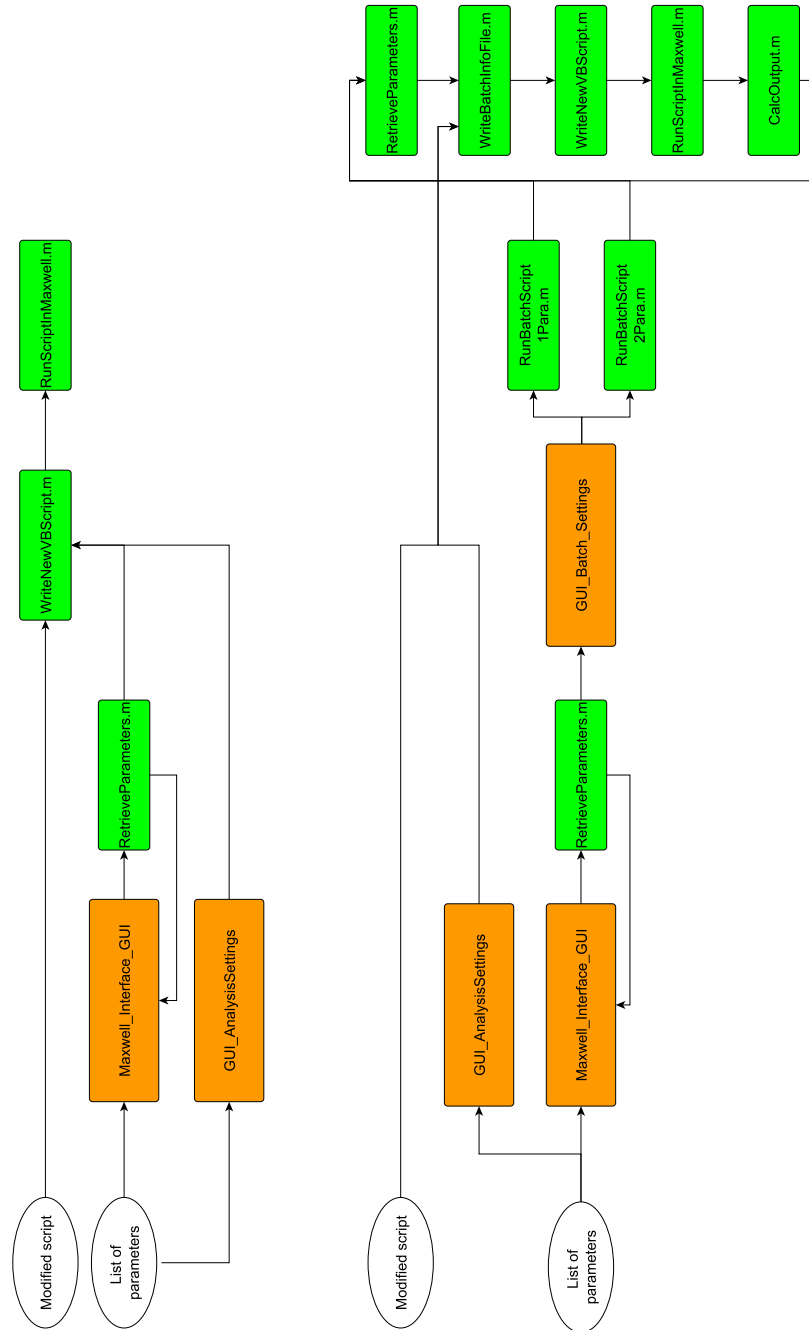 Modified script
List of
parameters
Maxwell_Interface_GUI
GUI_AnalysisSettings
RetrieveParameters.m
WriteNewVBScript.m
RunScriptInMaxwell.m
Modified script
List of
parameters
GUI_AnalysisSettings
Maxwell_Interface_GUI
RetrieveParameters.m
GUI_Batch_Settings
RunBatchScript
1Para.m
RunBatchScript
2Para.m
RetrieveParameters.m
WriteBatchInfoFile.m
WriteNewVBScript.m
RunScriptInMaxwell.m
CalcOutput.m